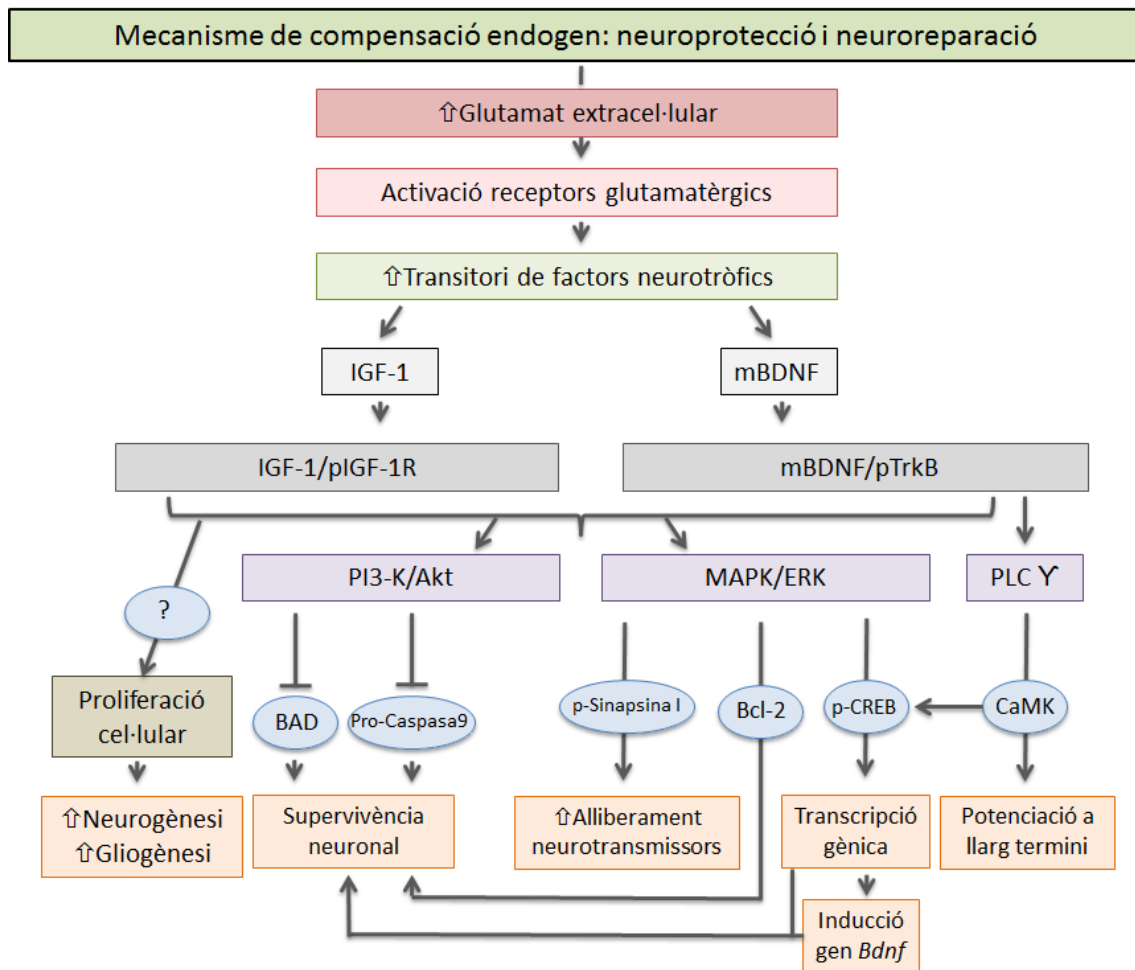 Mecanisme de compensació endogen: neuroprotecció i neuroreparació
⇧Glutamat extracel·lular
Activació receptors glutamatèrgics
⇧Transitori de factors neurotròfics
IGF-1
mBDNF
IGF-1/pIGF-1R
mBDNF/pTrkB
PI3-K/Akt
MAPK/ERK
PLC ϒ
?
Proliferació
cel·lular
BAD
Pro-Caspasa9
p-Sinapsina I
Bcl-2
p-CREB
CaMK
⇧Neurogènesi
⇧Gliogènesi
Supervivència
neuronal
⇧Alliberament
neurotransmissors
Transcripció
gènica
Potenciació a
llarg termini
Inducció
gen Bdnf